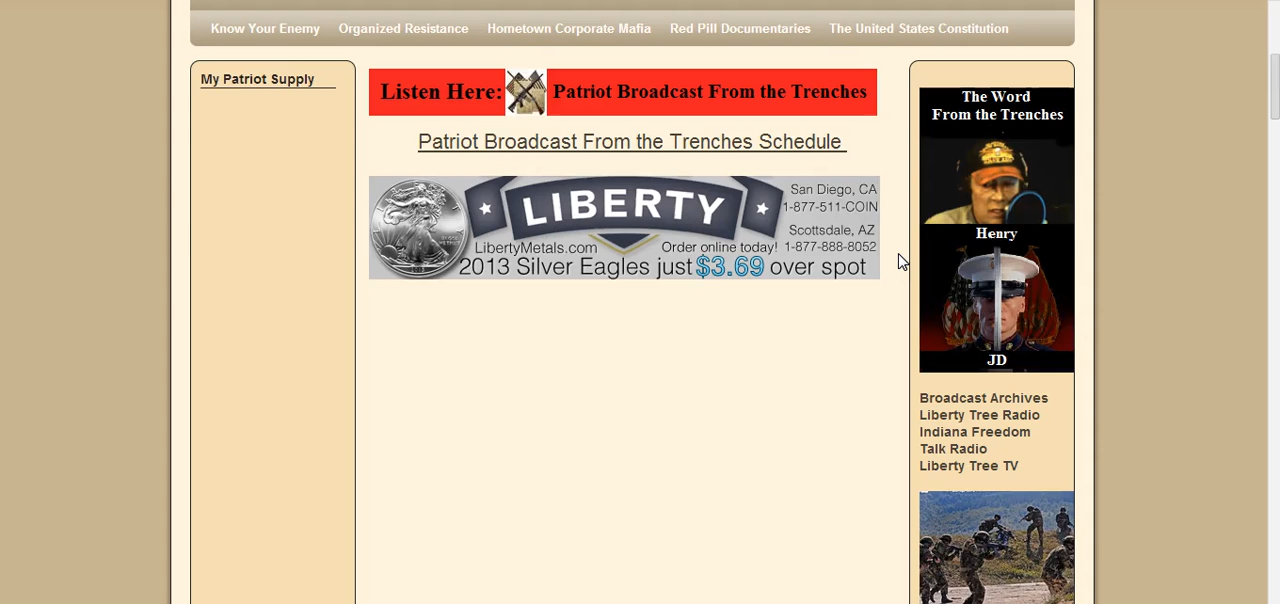 Know Your Enemy Organized Resistance Hometown Corporate Mafia Red Pill Documentaries The United States Constitution
My Patriot Supply
Listen Here: Patriot Broadcast From the Trenches
Patriot Broadcast From the Trenches Schedule
LIBERTY
San Diego, CA
1-877-511-COIN
Scottsdale, AZ
LibertyMetals.com Order online today! 1-877-888-8052
2013 Silver Eagles just $3.69 over spot
The Word
From the Trenches
Henry
JD
Broadcast Archives
Liberty Tree Radio
Indiana Freedom
Talk Radio
Liberty Tree TV